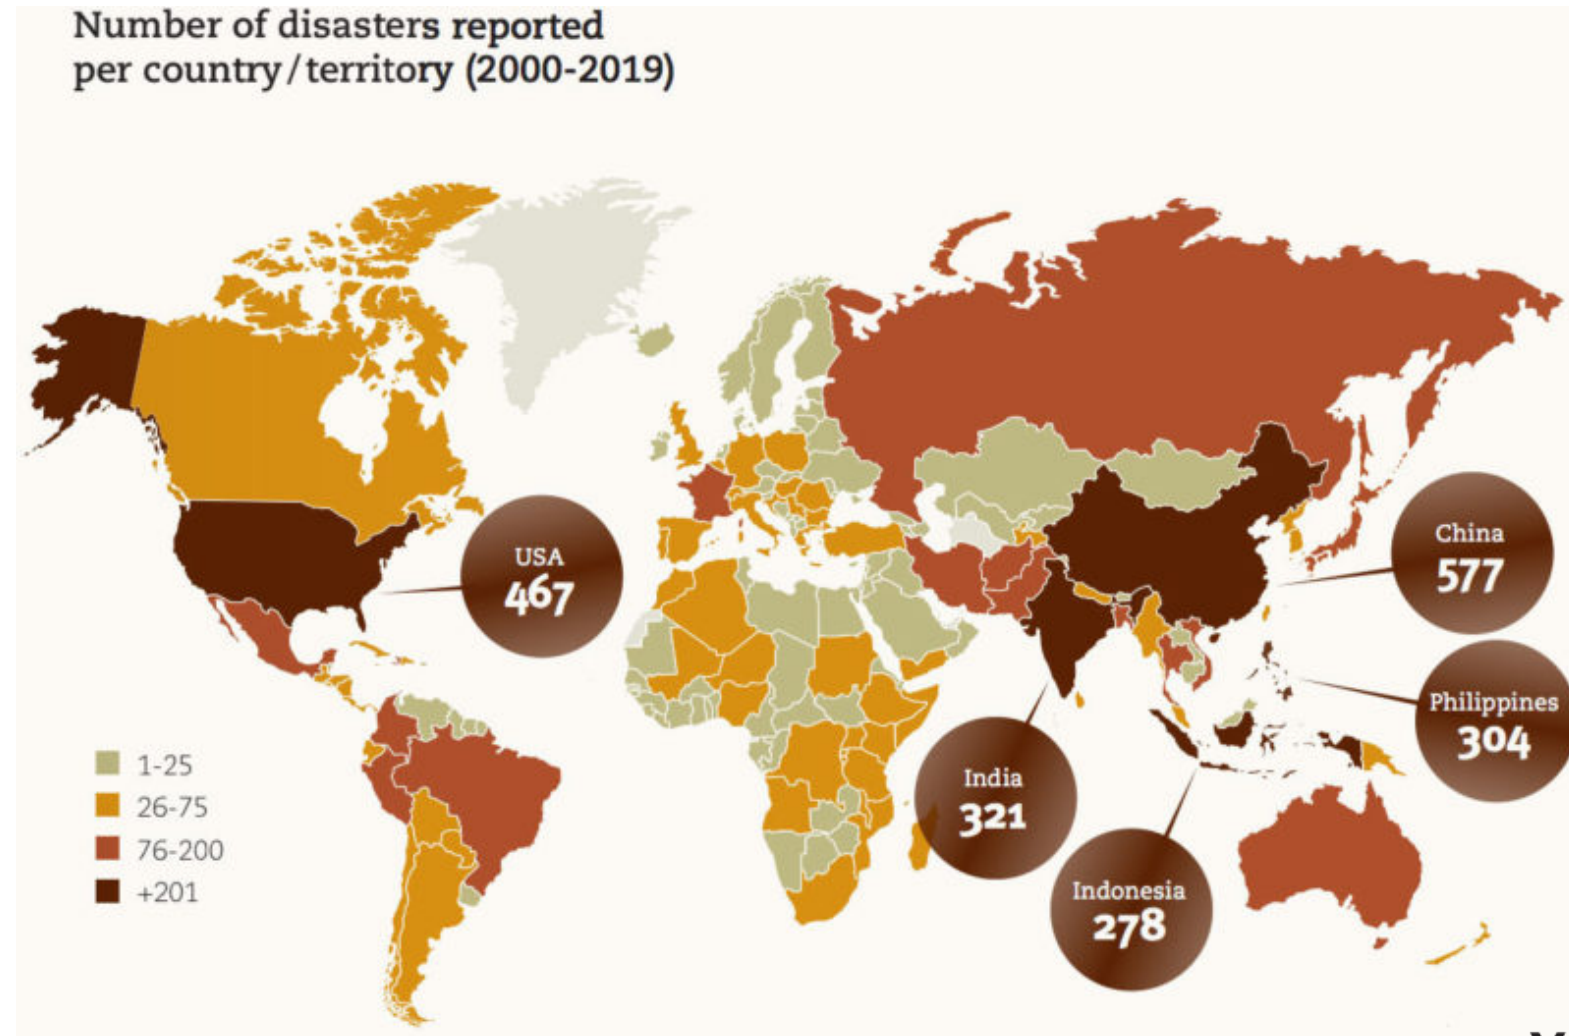 Number of disasters reported
per country/territory (2000-2019)
USA
467
China
577
Philippines
304
India
321
Indonesia
278
1-25
26-75
76-200
+201